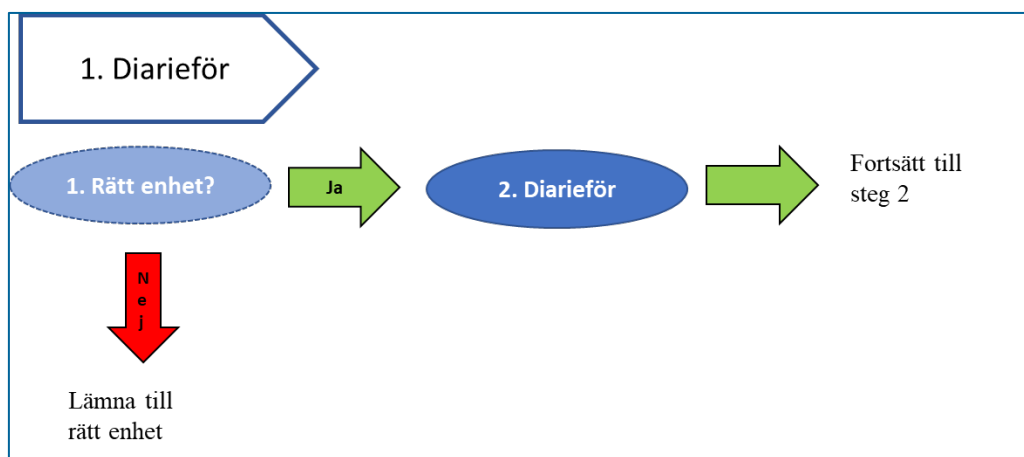 1. Diarieför
1. Rätt enhet?
Ja
2. Diarieför
Fortsätt till
steg 2
N
e
j
Lämna till
rätt enhet